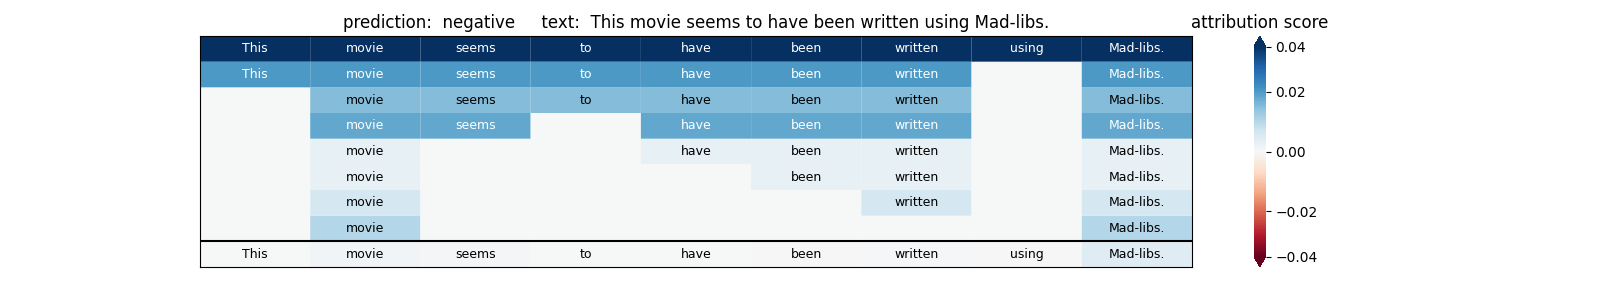 prediction:  negative     text:  This movie seems to have been written using Mad-libs.     attribution score
This movie seems to have been written using Mad-libs.
This movie seems to have been written Mad-libs.
movie seems to have been written Mad-libs.
movie seems have been written Mad-libs.
movie have been written Mad-libs.
movie been written Mad-libs.
movie written Mad-libs.
movie Mad-libs.
This movie seems to have been written using Mad-libs.
0.04
0.02
0.00
−0.02
−0.04